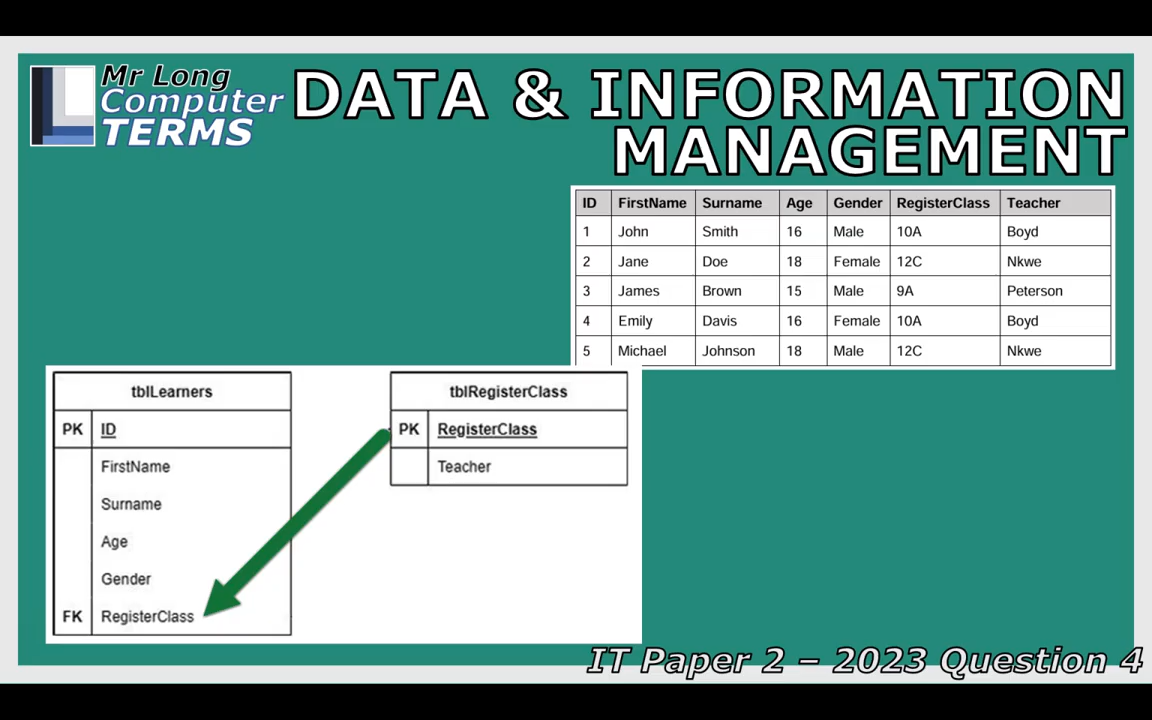 Mr Long
Computer
TERMS
DATA & INFORMATION
MANAGEMENT
ID FirstName Surname Age Gender RegisterClass Teacher
1 John Smith 16 Male 10A Boyd
2 Jane Doe 18 Female 12C Nkwe
3 James Brown 15 Male 9A Peterson
4 Emily Davis 16 Female 10A Boyd
5 Michael Johnson 18 Male 12C Nkwe
tblLearners
PK ID
FirstName
Surname
Age
Gender
FK RegisterClass
tblRegisterClass
PK RegisterClass
Teacher
IT Paper 2 – 2023 Question 4